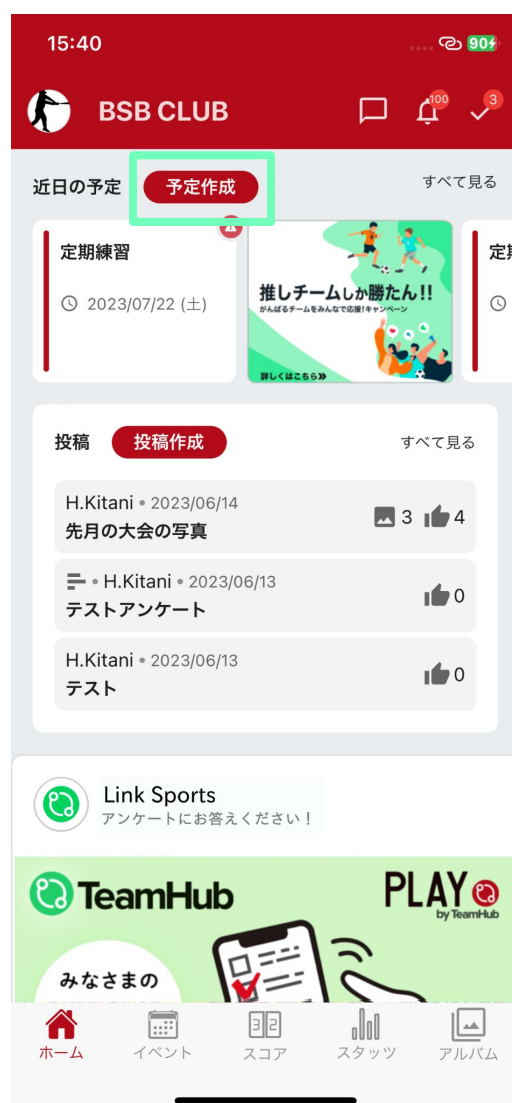 15:40
90
BSB CLUB
100
3
近日の予定
予定作成
すべて見る
定期練習
2023/07/22 (土)
推しチームしか勝たん!!
がんばるチームをみんなで応援!キャンペーン
詳しくはこちら
定
投稿
投稿作成
すべて見る
H.Kitani • 2023/06/14
先月の大会の写真
3
4
• H.Kitani • 2023/06/13
テストアンケート
0
H.Kitani • 2023/06/13
テスト
0
Link Sports
アンケートにお答えください！
TeamHub
PLAY
by TeamHub
みなさまの
ホーム
イベント
スコア
スタッツ
アルバム